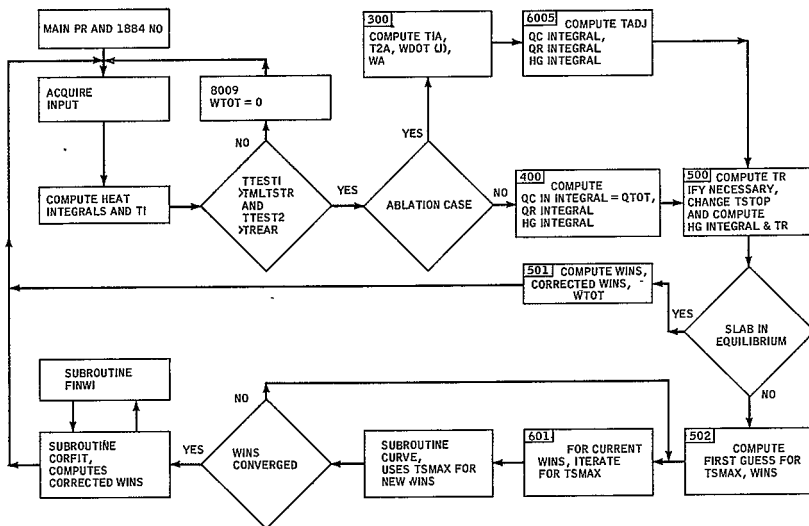 MAIN PR AND 1884 NO
ACQUIRE
INPUT
COMPUTE HEAT
INTEGRALS AND TI
8009
WTOT = 0
NO
TTESTI
>TMLTSTR
AND
TTEST2
>TREAR
YES
ABLATION CASE
YES
300
COMPUTE TIA,
T2A, WDOT (J),
WA
6005 COMPUTE TADJ
QC INTEGRAL,
QR INTEGRAL
HG INTEGRAL
NO
400
COMPUTE
QC IN INTEGRAL = QTOT,
QR INTEGRAL
HG INTEGRAL
500 COMPUTE TR
IFY NECESSARY,
CHANGE TSTOP
AND COMPUTE
HG INTEGRAL & TR
SLAB IN
EQUILIBRIUM
YES
501 COMPUTE WINS,
CORRECTED WINS,
WTOT
NO
502
COMPUTE
FIRST GUESS FOR
TSMAX, WINS
601
FOR CURRENT
WINS, ITERATE
FOR TSMAX
SUBROUTINE
CURVE,
USES TSMAX FOR
NEW WINS
WINS
CONVERGED
NO
YES
SUBROUTINE
CORFIT,
COMPUTES
CORRECTED WINS
SUBROUTINE
FINWI